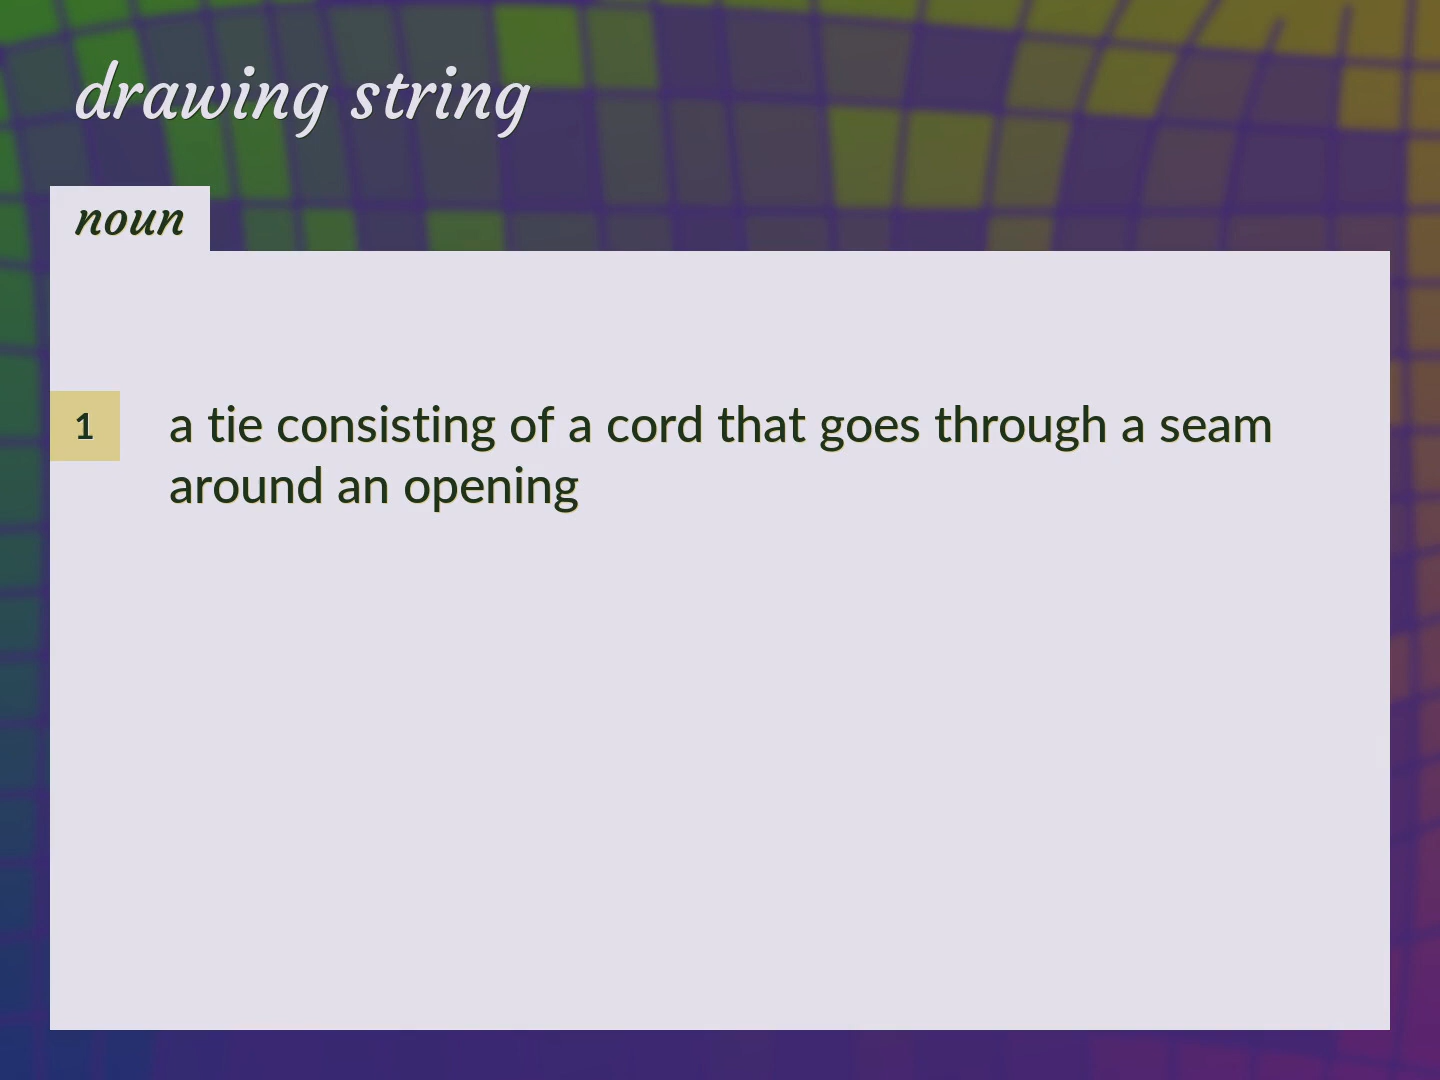 drawing string
noun
1
a tie consisting of a cord that goes through a seam
around an opening